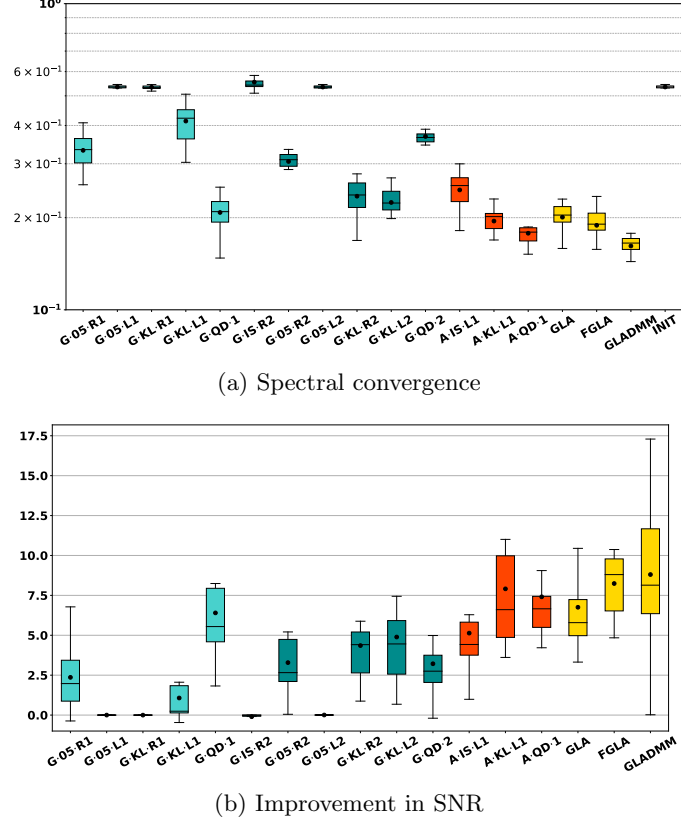 10⁰
6 × 10⁻¹
4 × 10⁻¹
3 × 10⁻¹
2 × 10⁻¹
10⁻¹
G·05·R1 G·05·L1 G·KL·R1 G·KL·L1 G·QD·1 G·IS·R2 G·05·R2 G·05·L2 G·KL·R2 G·KL·L2 G·QD·2 A·IS·L1 A·KL·L1 A·QD·1 GLA FGLA GLADMM INIT
(a) Spectral convergence
17.5
15.0
12.5
10.0
7.5
5.0
2.5
0.0
G·05·R1 G·05·L1 G·KL·R1 G·KL·L1 G·QD·1 G·IS·R2 G·05·R2 G·05·L2 G·KL·R2 G·KL·L2 G·QD·2 A·IS·L1 A·KL·L1 A·QD·1 GLA FGLA GLADMM
(b) Improvement in SNR